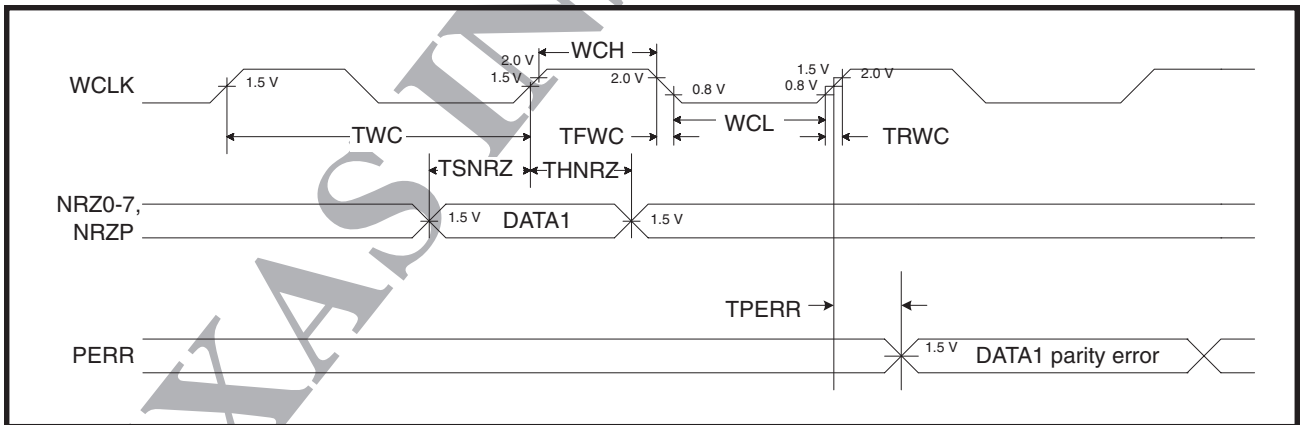 WCLK
1.5 V
2.0 V
1.5 V
WCH
2.0 V
0.8 V
1.5 V
0.8 V
2.0 V
TWC
TFWC
WCL
TRWC
TSNRZ
THNRZ
NRZ0-7,
NRZP
1.5 V
DATA1
1.5 V
TPERR
PERR
1.5 V
DATA1 parity error
XAS IN